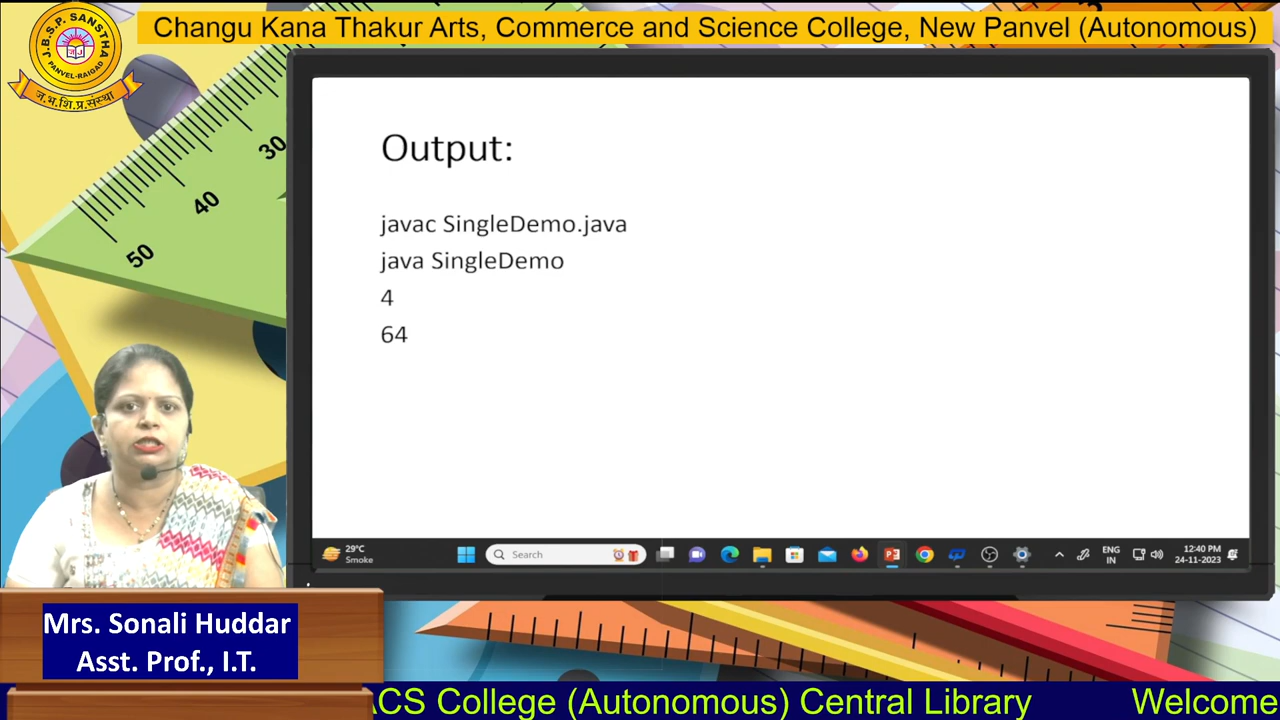 Changu Kana Thakur Arts, Commerce and Science College, New Panvel (Autonomous)
J.B.S.P. SANSTHA
PANVEL-RAIGAD
ज.भ.शि.प्र.संस्था
30
40
50
3
Output:
javac SingleDemo.java
java SingleDemo
4
64
29°C
Smoke
Search
ENG
IN
12:40 PM
24-11-2023
Mrs. Sonali Huddar
Asst. Prof., I.T.
ACS College (Autonomous) Central Library Welcome